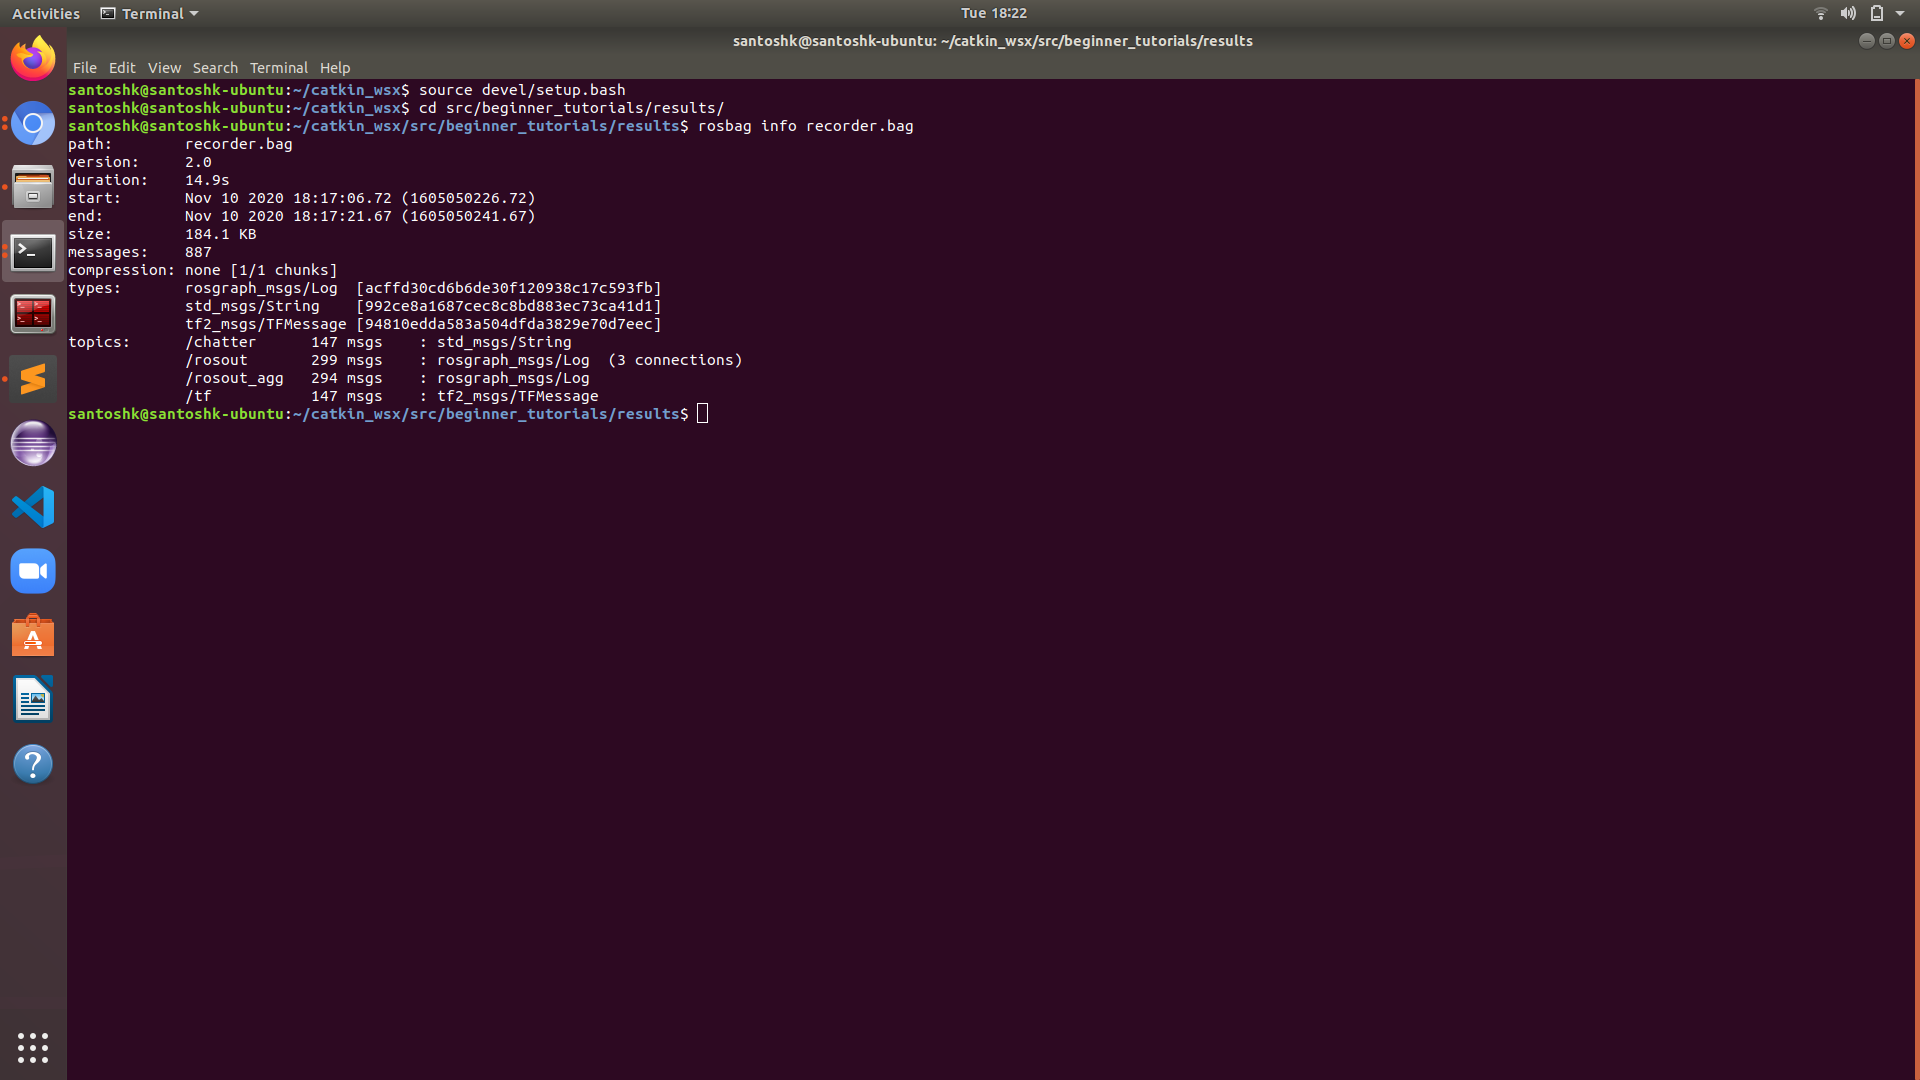 Activities Terminal Tue 18:22
santoshk@santoshk-ubuntu: ~/catkin_wsx/src/beginner_tutorials/results
File Edit View Search Terminal Help
santoshk@santoshk-ubuntu:~/catkin_wsx$ source devel/setup.bash
santoshk@santoshk-ubuntu:~/catkin_wsx$ cd src/beginner_tutorials/results/
santoshk@santoshk-ubuntu:~/catkin_wsx/src/beginner_tutorials/results$ rosbag info recorder.bag
path:        recorder.bag
version:     2.0
duration:    14.9s
start:       Nov 10 2020 18:17:06.72 (1605050226.72)
end:         Nov 10 2020 18:17:21.67 (1605050241.67)
size:        184.1 KB
messages:    887
compression: none [1/1 chunks]
types:       rosgraph_msgs/Log  [acffd30cd6b6de30f120938c17c593fb]
             std_msgs/String    [992ce8a1687cec8c8bd883ec73ca41d1]
             tf2_msgs/TFMessage [94810edda583a504dfda3829e70d7eec]
topics:      /chatter      147 msgs    : std_msgs/String
             /rosout       299 msgs    : rosgraph_msgs/Log  (3 connections)
             /rosout_agg   294 msgs    : rosgraph_msgs/Log
             /tf           147 msgs    : tf2_msgs/TFMessage
santoshk@santoshk-ubuntu:~/catkin_wsx/src/beginner_tutorials/results$